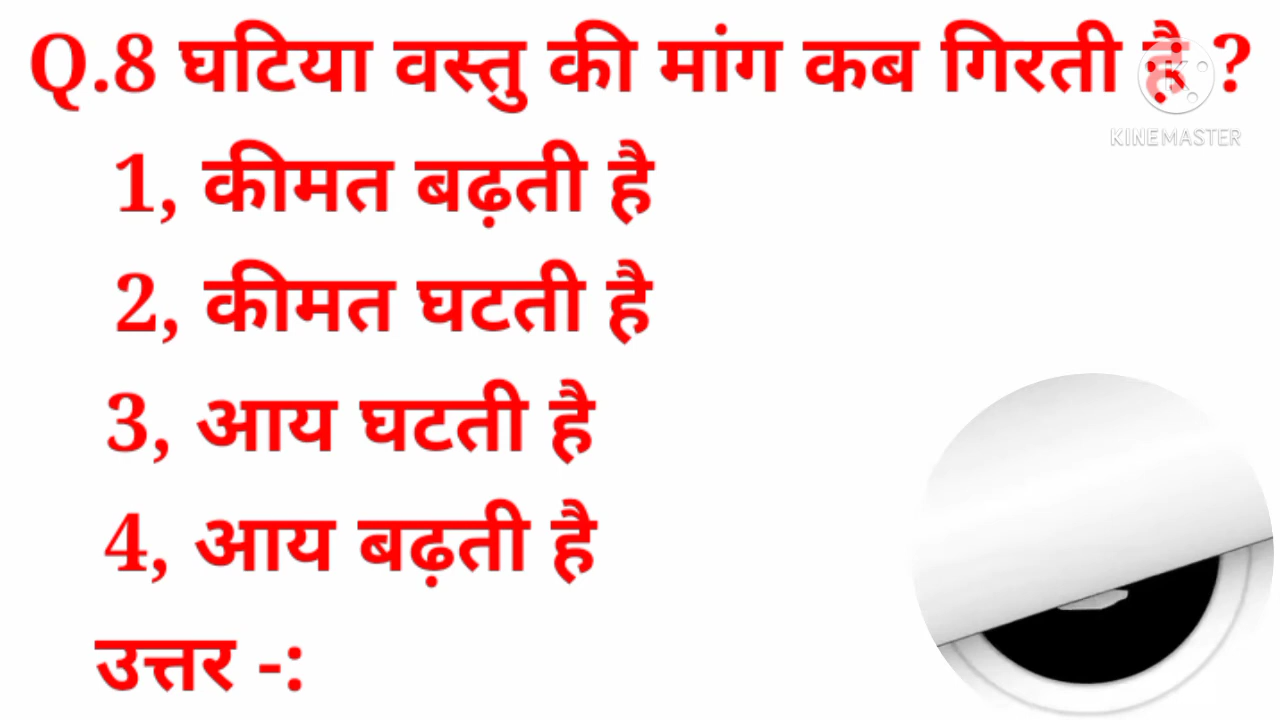 Q.8 घटिया वस्तु की मांग कब गिरती है ?
KINEMASTER
1, कीमत बढ़ती है
2, कीमत घटती है
3, आय घटती है
4, आय बढ़ती है
उत्तर -: